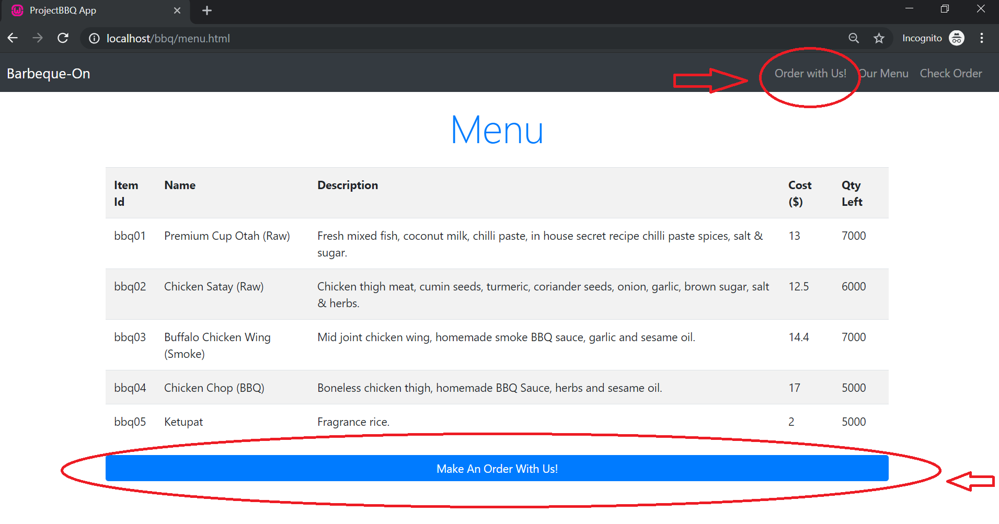 ProjectBBQ App
localhost/bbq/menu.html
Incognito
Barbeque-On
Order with Us!
Our Menu
Check Order
Menu
Item Id
Name
Description
Cost ($)
Qty Left
bbq01
Premium Cup Otah (Raw)
Fresh mixed fish, coconut milk, chilli paste, in house secret recipe chilli paste spices, salt &
sugar.
13
7000
bbq02
Chicken Satay (Raw)
Chicken thigh meat, cumin seeds, turmeric, coriander seeds, onion, garlic, brown sugar, salt
& herbs.
12.5
6000
bbq03
Buffalo Chicken Wing
(Smoke)
Mid joint chicken wing, homemade smoke BBQ sauce, garlic and sesame oil.
14.4
7000
bbq04
Chicken Chop (BBQ)
Boneless chicken thigh, homemade BBQ Sauce, herbs and sesame oil.
17
5000
bbq05
Ketupat
Fragrance rice.
2
5000
Make An Order With Us!